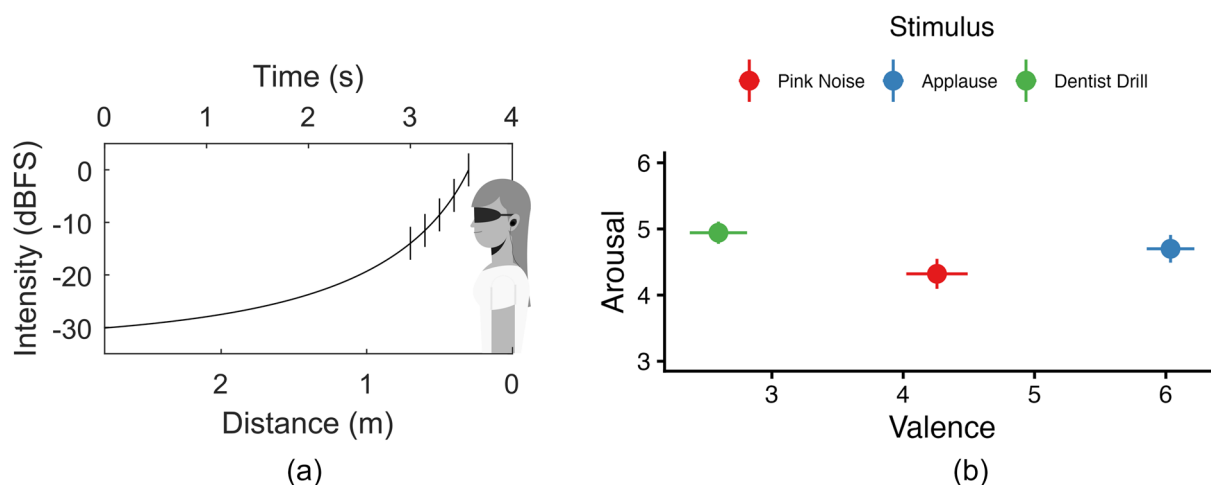 Time (s)
0 1 2 3 4
Intensity (dBFS)
0
-10
-20
-30
2 1 0
Distance (m)
(a)
Stimulus
Pink Noise Applause Dentist Drill
Arousal
6
5
4
3
3 4 5 6
Valence
(b)